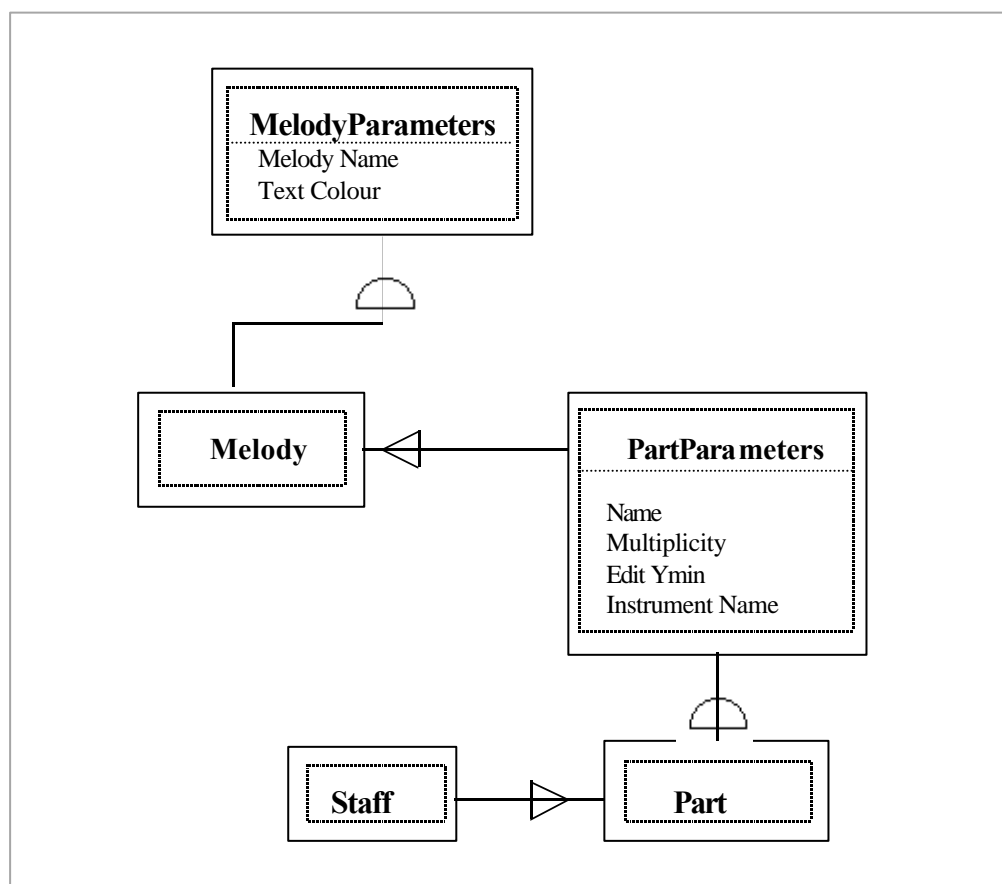 MelodyParameters
Melody Name
Text Colour
Melody
PartParameters
Name
Multiplicity
Edit Ymin
Instrument Name
Staff
Part